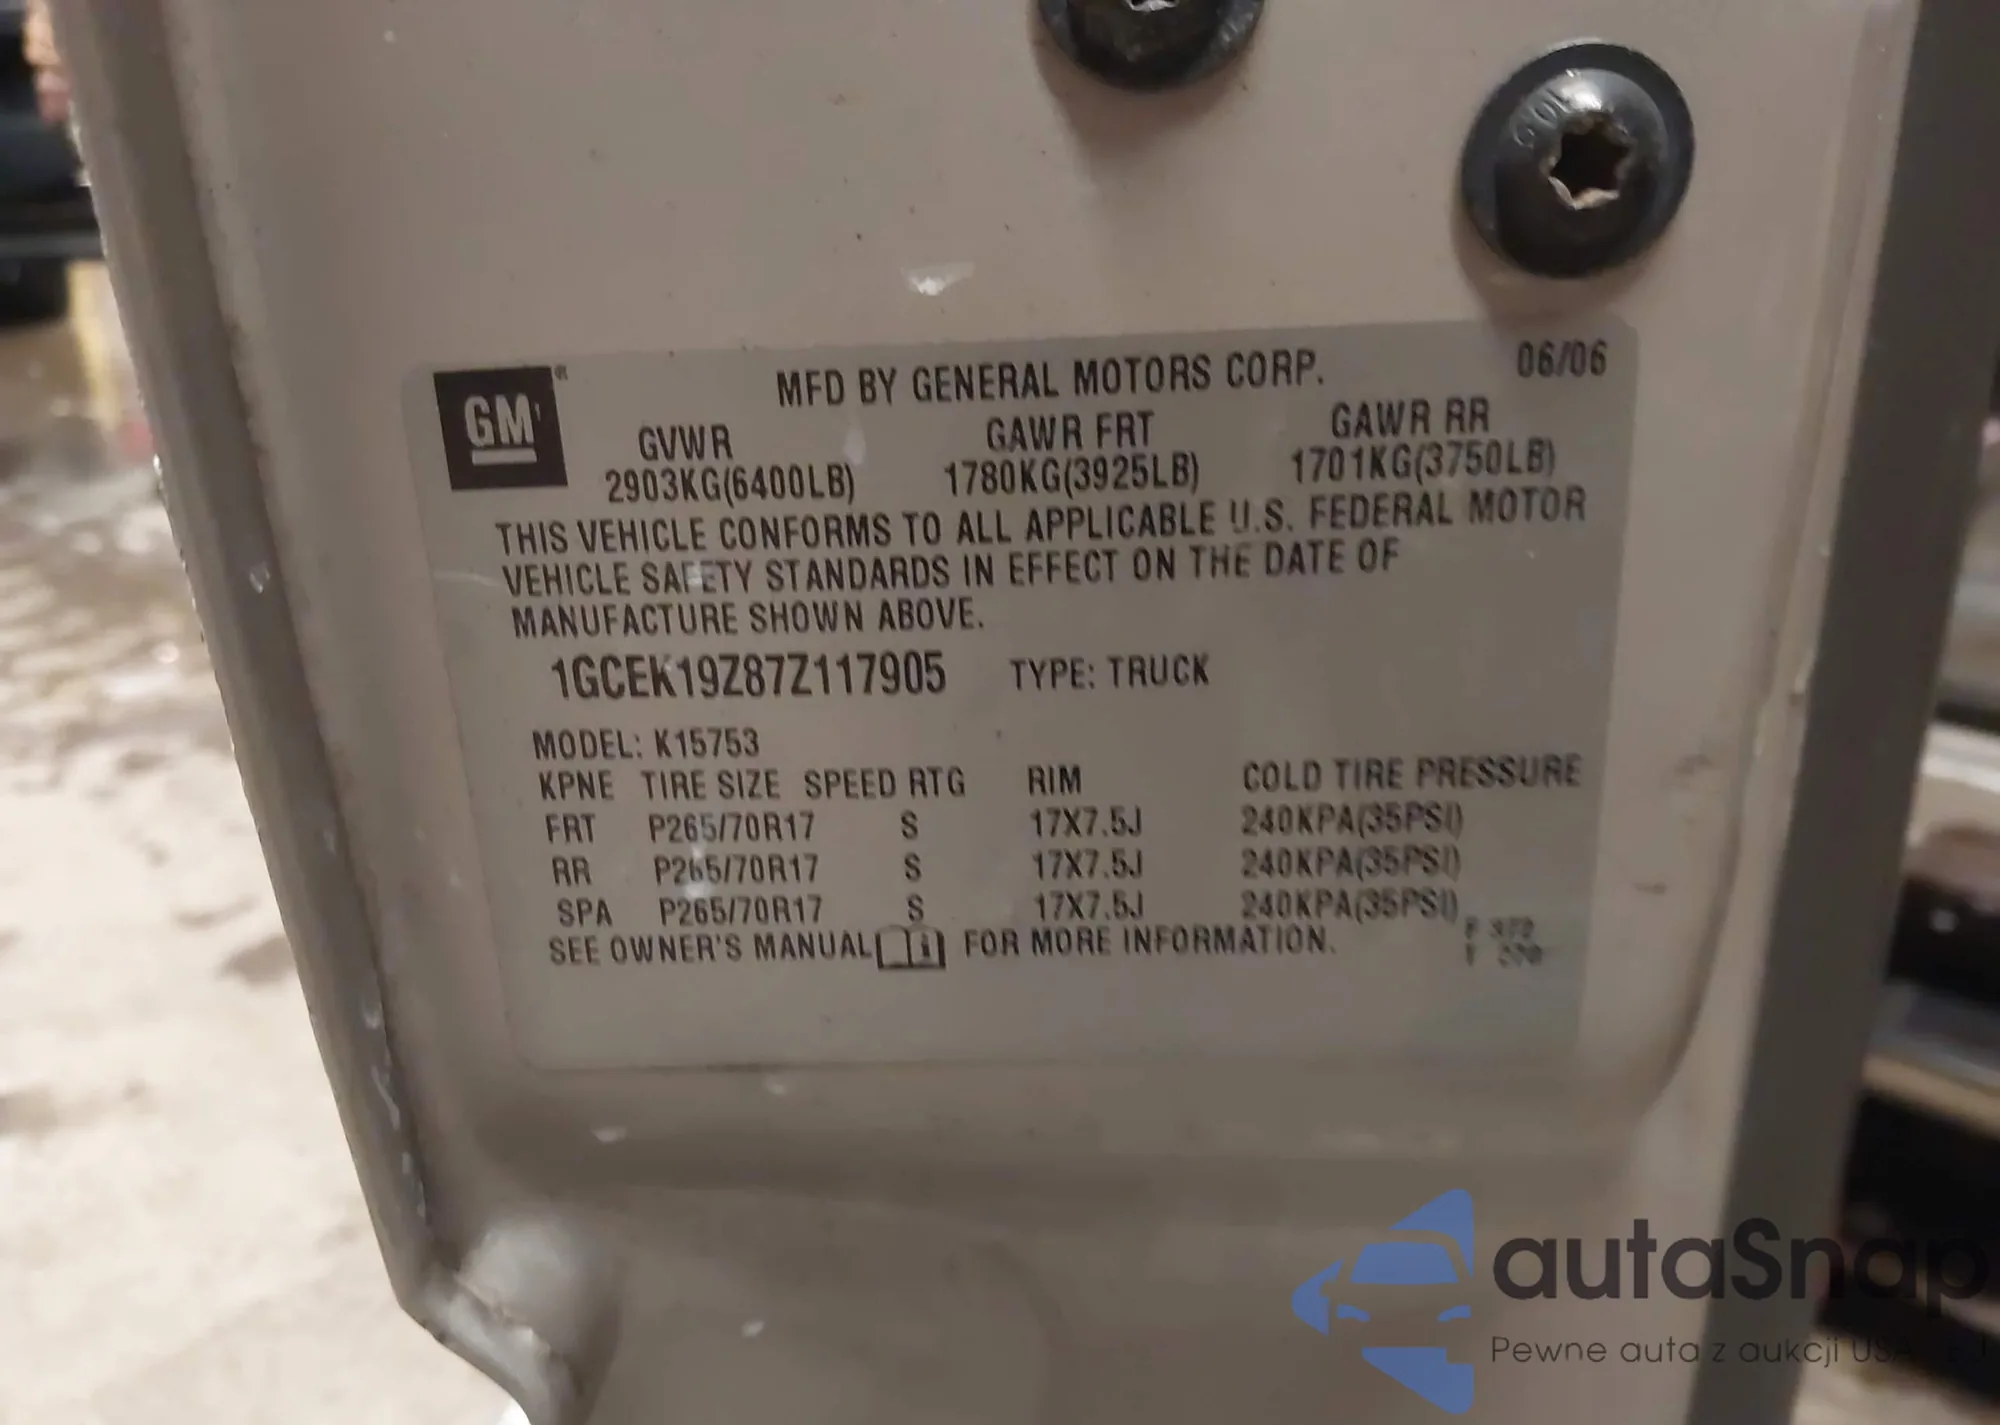 GM
MFD BY GENERAL MOTORS CORP. 06/06
GVWR GAWR FRT GAWR RR
2903KG(6400LB) 1780KG(3925LB) 1701KG(3750LB)
THIS VEHICLE CONFORMS TO ALL APPLICABLE U.S. FEDERAL MOTOR
VEHICLE SAFETY STANDARDS IN EFFECT ON THE DATE OF
MANUFACTURE SHOWN ABOVE.
1GCEK19Z87Z117905 TYPE: TRUCK
MODEL: K15753
KPNE TIRE SIZE SPEED RTG RIM COLD TIRE PRESSURE
FRT P265/70R17 S 17X7.5J 240KPA(35PSI)
RR P265/70R17 S 17X7.5J 240KPA(35PSI)
SPA P265/70R17 S 17X7.5J 240KPA(35PSI)
SEE OWNER'S MANUAL FOR MORE INFORMATION.
autaSnap
Pewne auta z aukcji USA